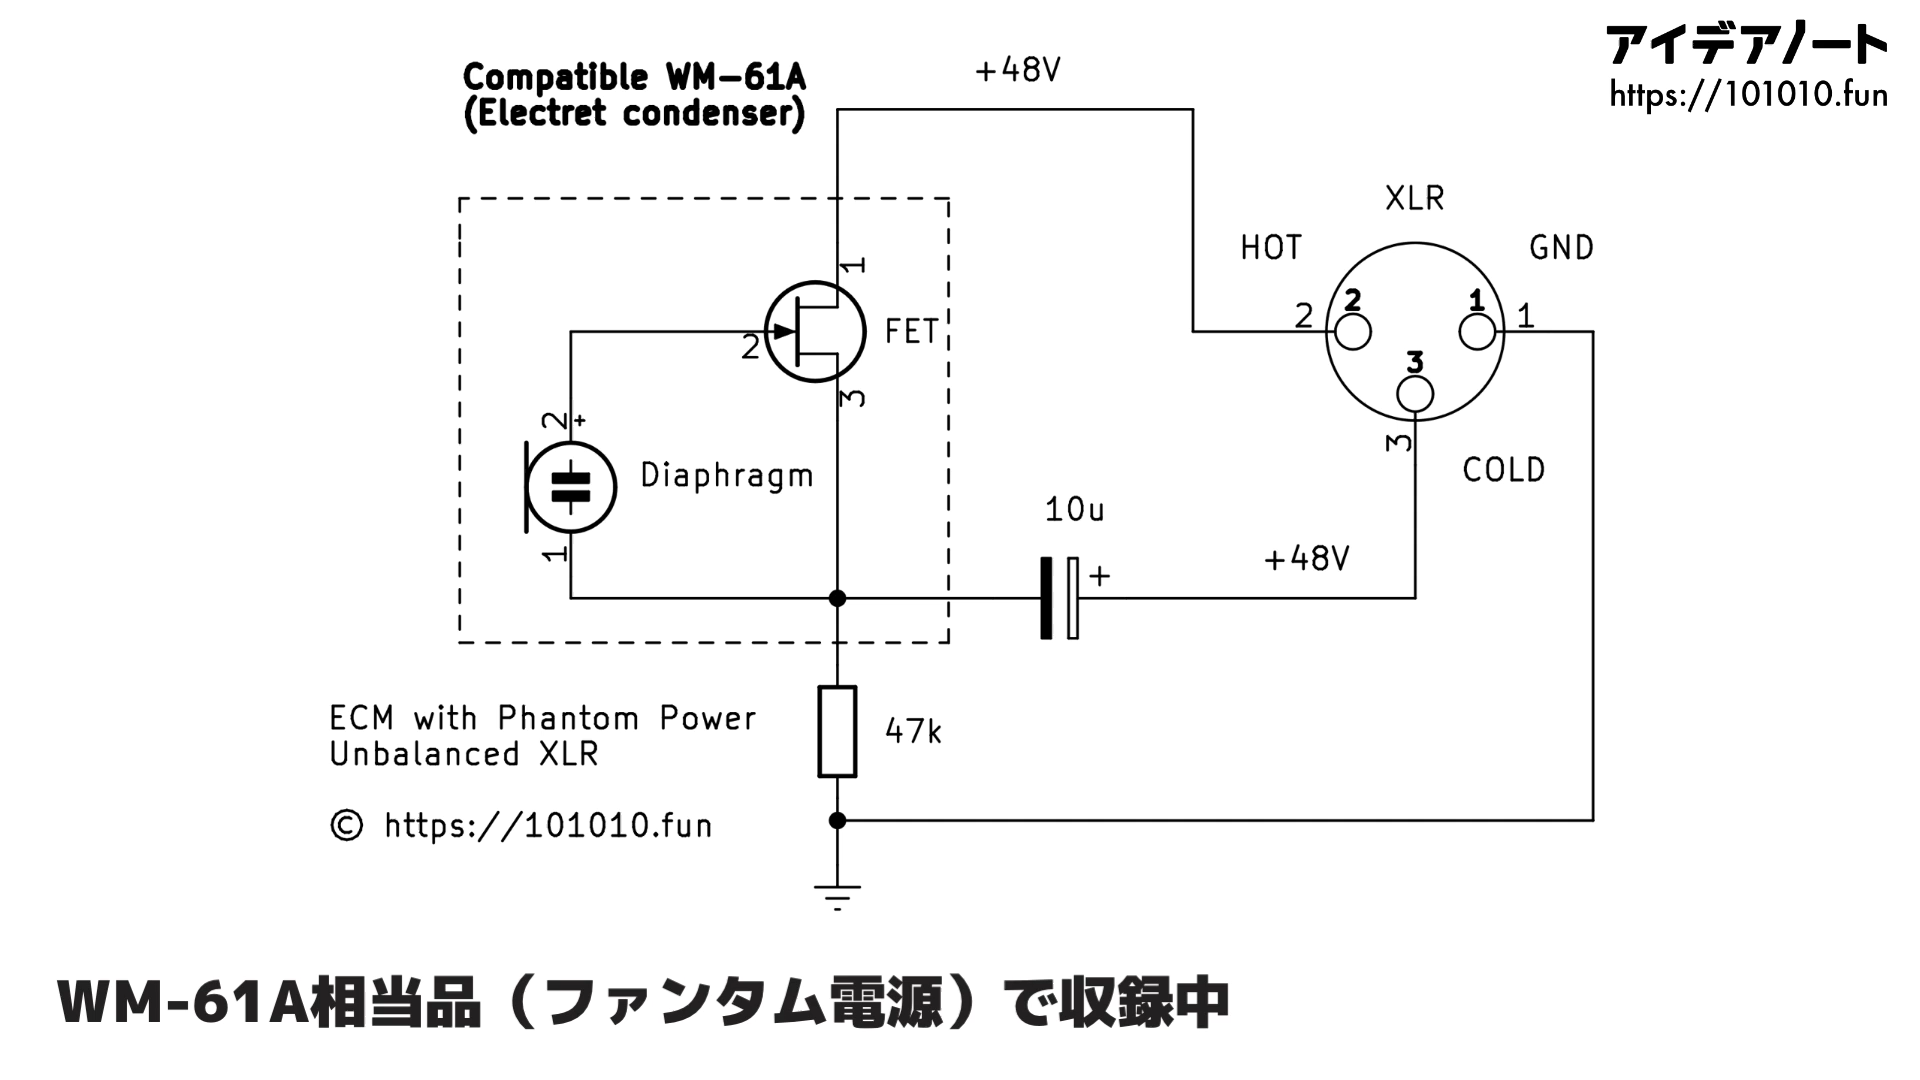 アイデアノート
https://101010.fun
Compatible WM-61A
(Electret condenser)
+48V
XLR
HOT
GND
2
2
1
1
3
3
COLD
1
FET
2
3
2
+
Diaphragm
1
10u
+
+48V
47k
ECM with Phantom Power
Unbalanced XLR
© https://101010.fun
WM-61A相当品（ファンタム電源）で収録中